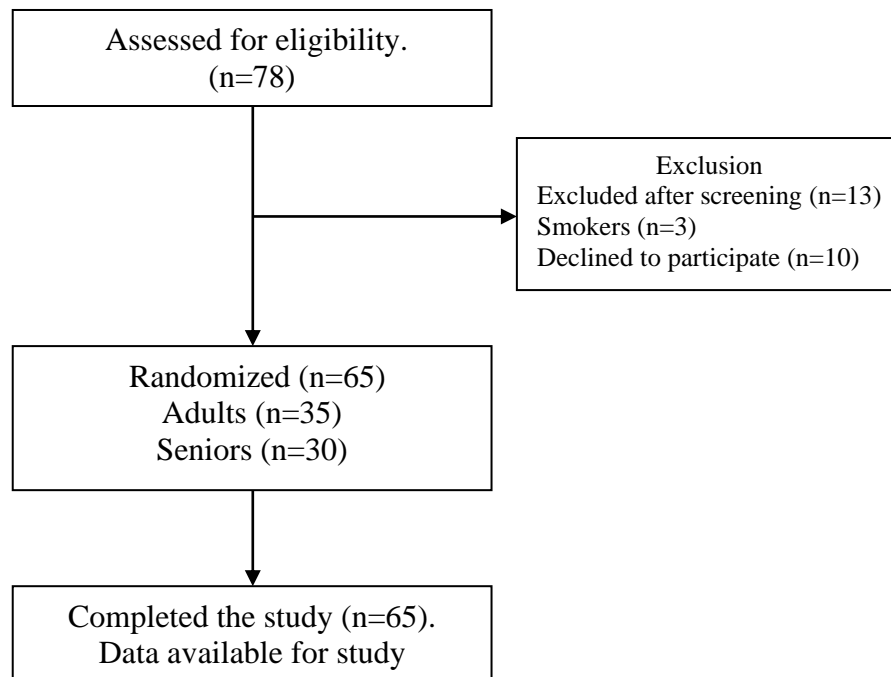 Assessed for eligibility.
(n=78)
Exclusion
Excluded after screening (n=13)
Smokers (n=3)
Declined to participate (n=10)
Randomized (n=65)
Adults (n=35)
Seniors (n=30)
Completed the study (n=65).
Data available for study